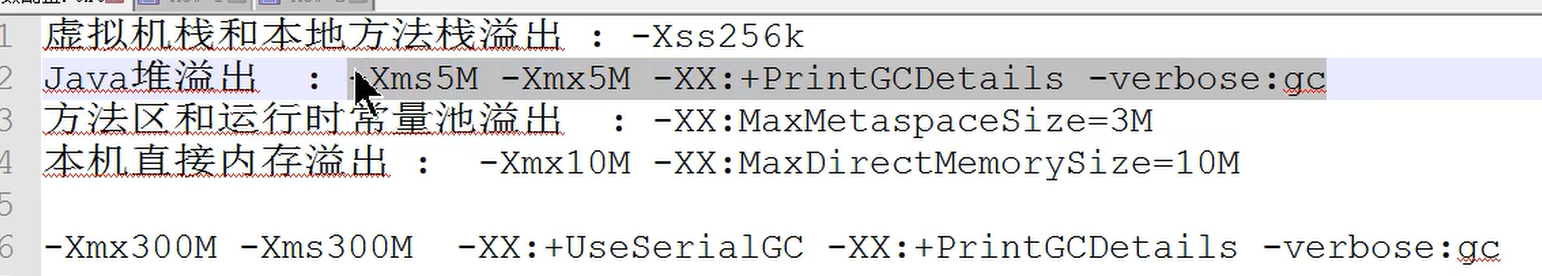 1 虚拟机栈和本地方法栈溢出 : -Xss256k
2 Java堆溢出 : -Xms5M -Xmx5M -XX:+PrintGCDetails -verbose:gc
3 方法区和运行时常量池溢出 : -XX:MaxMetaspaceSize=3M
4 本机直接内存溢出 : -Xmx10M -XX:MaxDirectMemorySize=10M
5
6 -Xmx300M -Xms300M -XX:+UseSerialGC -XX:+PrintGCDetails -verbose:gc